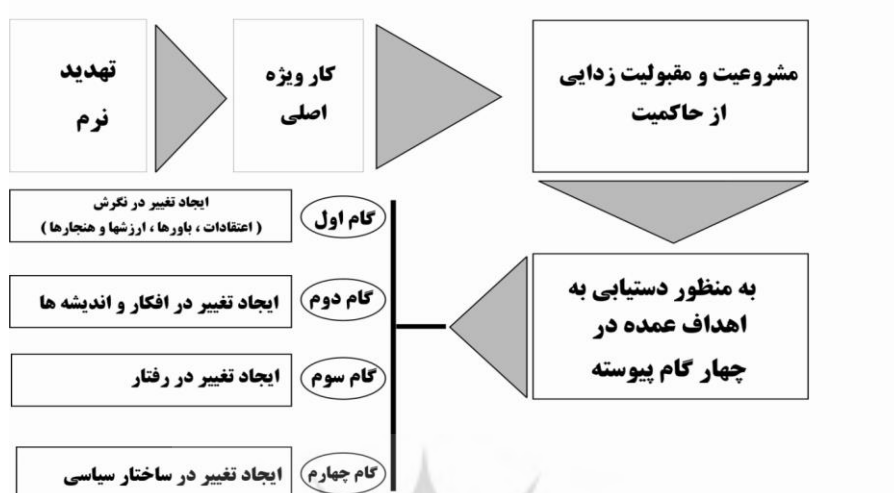 تهدید
نرم
کار ویژه
اصلی
مشروعیت و مقبولیت زدایی
از حاکمیت
به منظور دستیابی به
اهداف عمده در
چهار گام پیوسته
گام اول
ایجاد تغییر در نگرش
( اعتقادات ، باورها ، ارزشها و هنجارها )
گام دوم
ایجاد تغییر در افکار و اندیشه ها
گام سوم
ایجاد تغییر در رفتار
گام چهارم
ایجاد تغییر در ساختار سیاسی